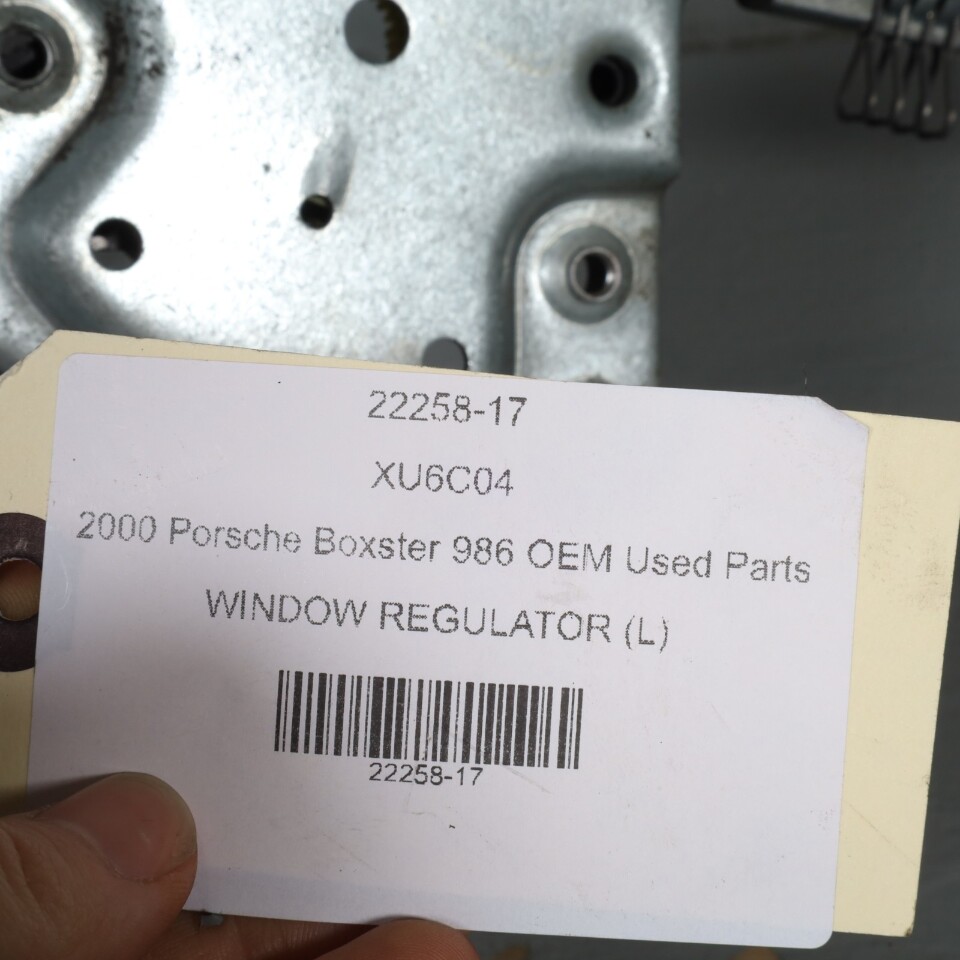 22258-17
XU6C04
2000 Porsche Boxster 986 OEM Used Parts
WINDOW REGULATOR (L)
22258-17